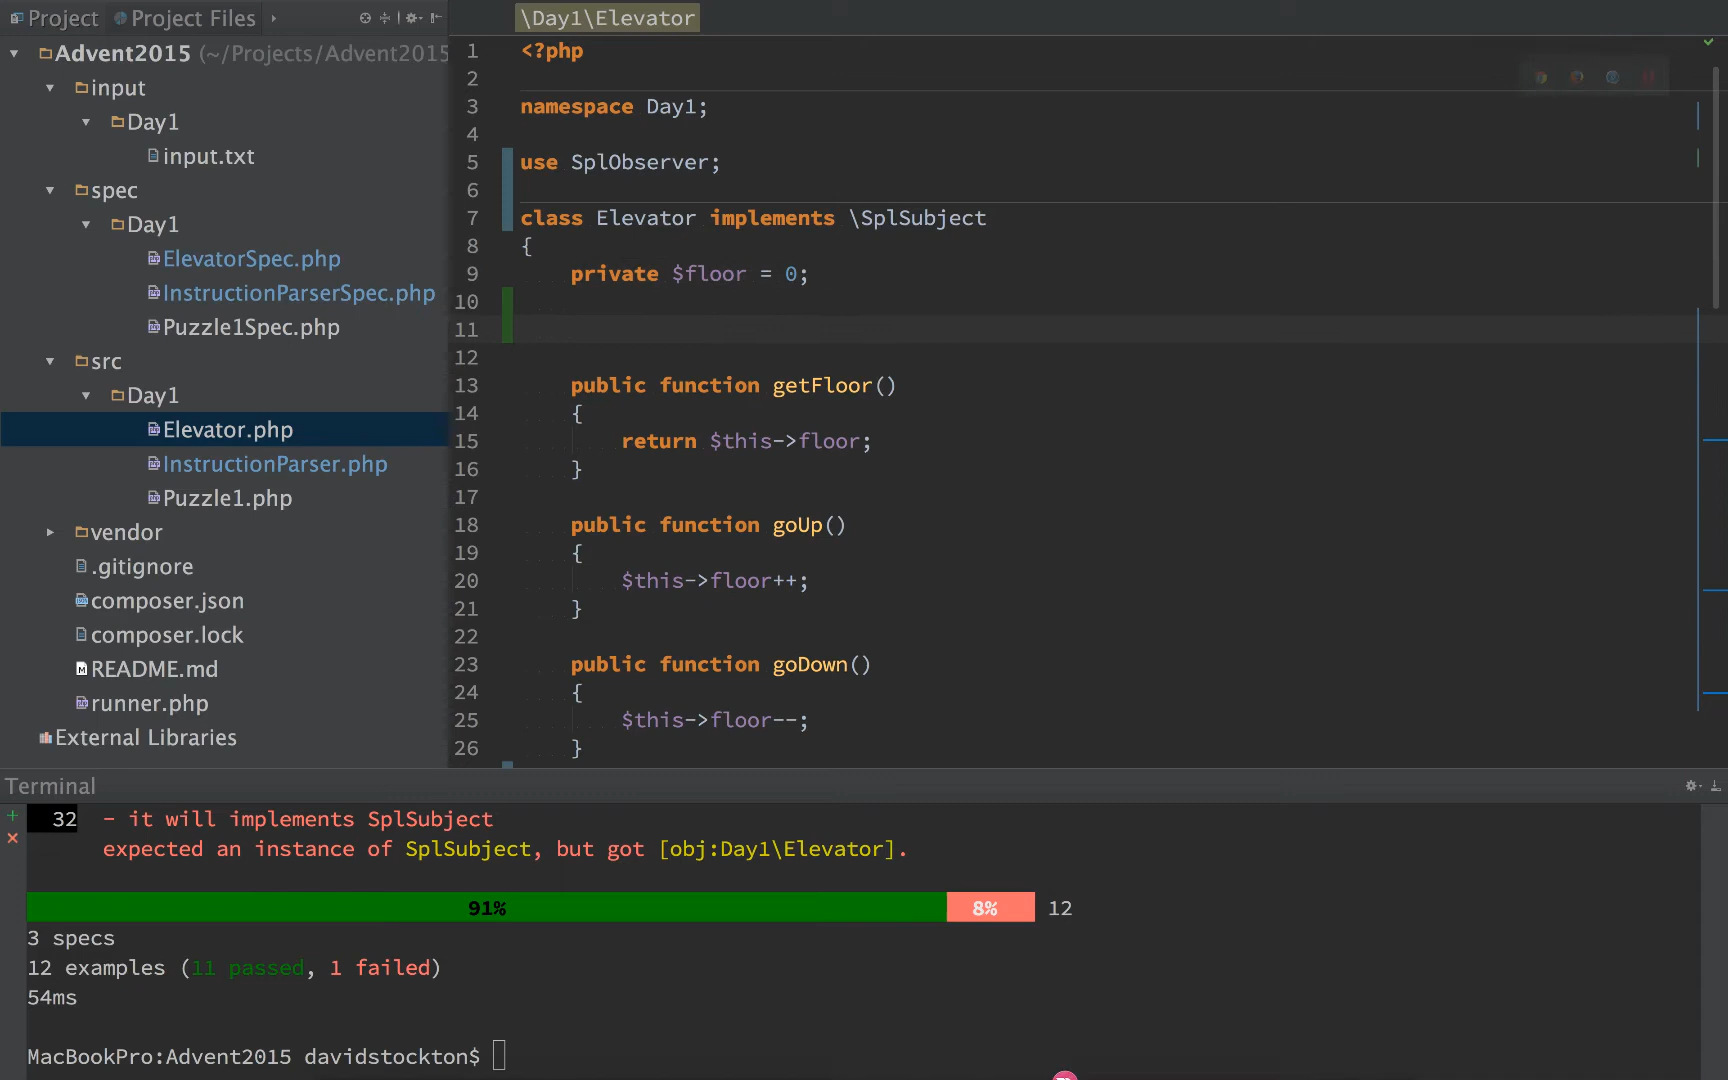 Project
Project Files
Advent2015 (~/Projects/Advent2015
input
Day1
input.txt
spec
Day1
ElevatorSpec.php
InstructionParserSpec.php
Puzzle1Spec.php
src
Day1
Elevator.php
InstructionParser.php
Puzzle1.php
vendor
.gitignore
composer.json
composer.lock
README.md
runner.php
External Libraries
\Day1\Elevator
1 <?php
2
3 namespace Day1;
4
5 use SplObserver;
6
7 class Elevator implements \SplSubject
8 {
9 private $floor = 0;
10
11
12
13 public function getFloor()
14 {
15 return $this->floor;
16 }
17
18 public function goUp()
19 {
20 $this->floor++;
21 }
22
23 public function goDown()
24 {
25 $this->floor--;
26 }
Terminal
32 - it will implements SplSubject
expected an instance of SplSubject, but got [obj:Day1\Elevator].
91% 8% 12
3 specs
12 examples (11 passed, 1 failed)
54ms
MacBookPro:Advent2015 davidstockton$